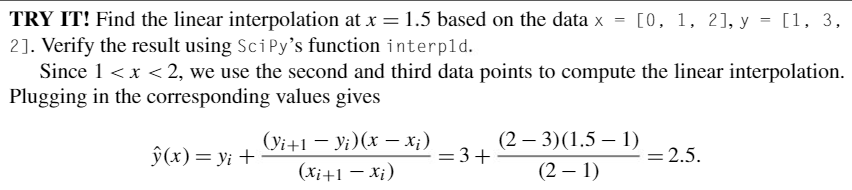 TRY IT! Find the linear interpolation at x = 1.5 based on the data x = [0, 1, 2], y = [1, 3,
2]. Verify the result using SciPy's function interp1d.
Since 1 < x < 2, we use the second and third data points to compute the linear interpolation.
Plugging in the corresponding values gives
ŷ(x) = y_i + (y_{i+1} − y_i)(x − x_i) / (x_{i+1} − x_i) = 3 + (2 − 3)(1.5 − 1) / (2 − 1) = 2.5.